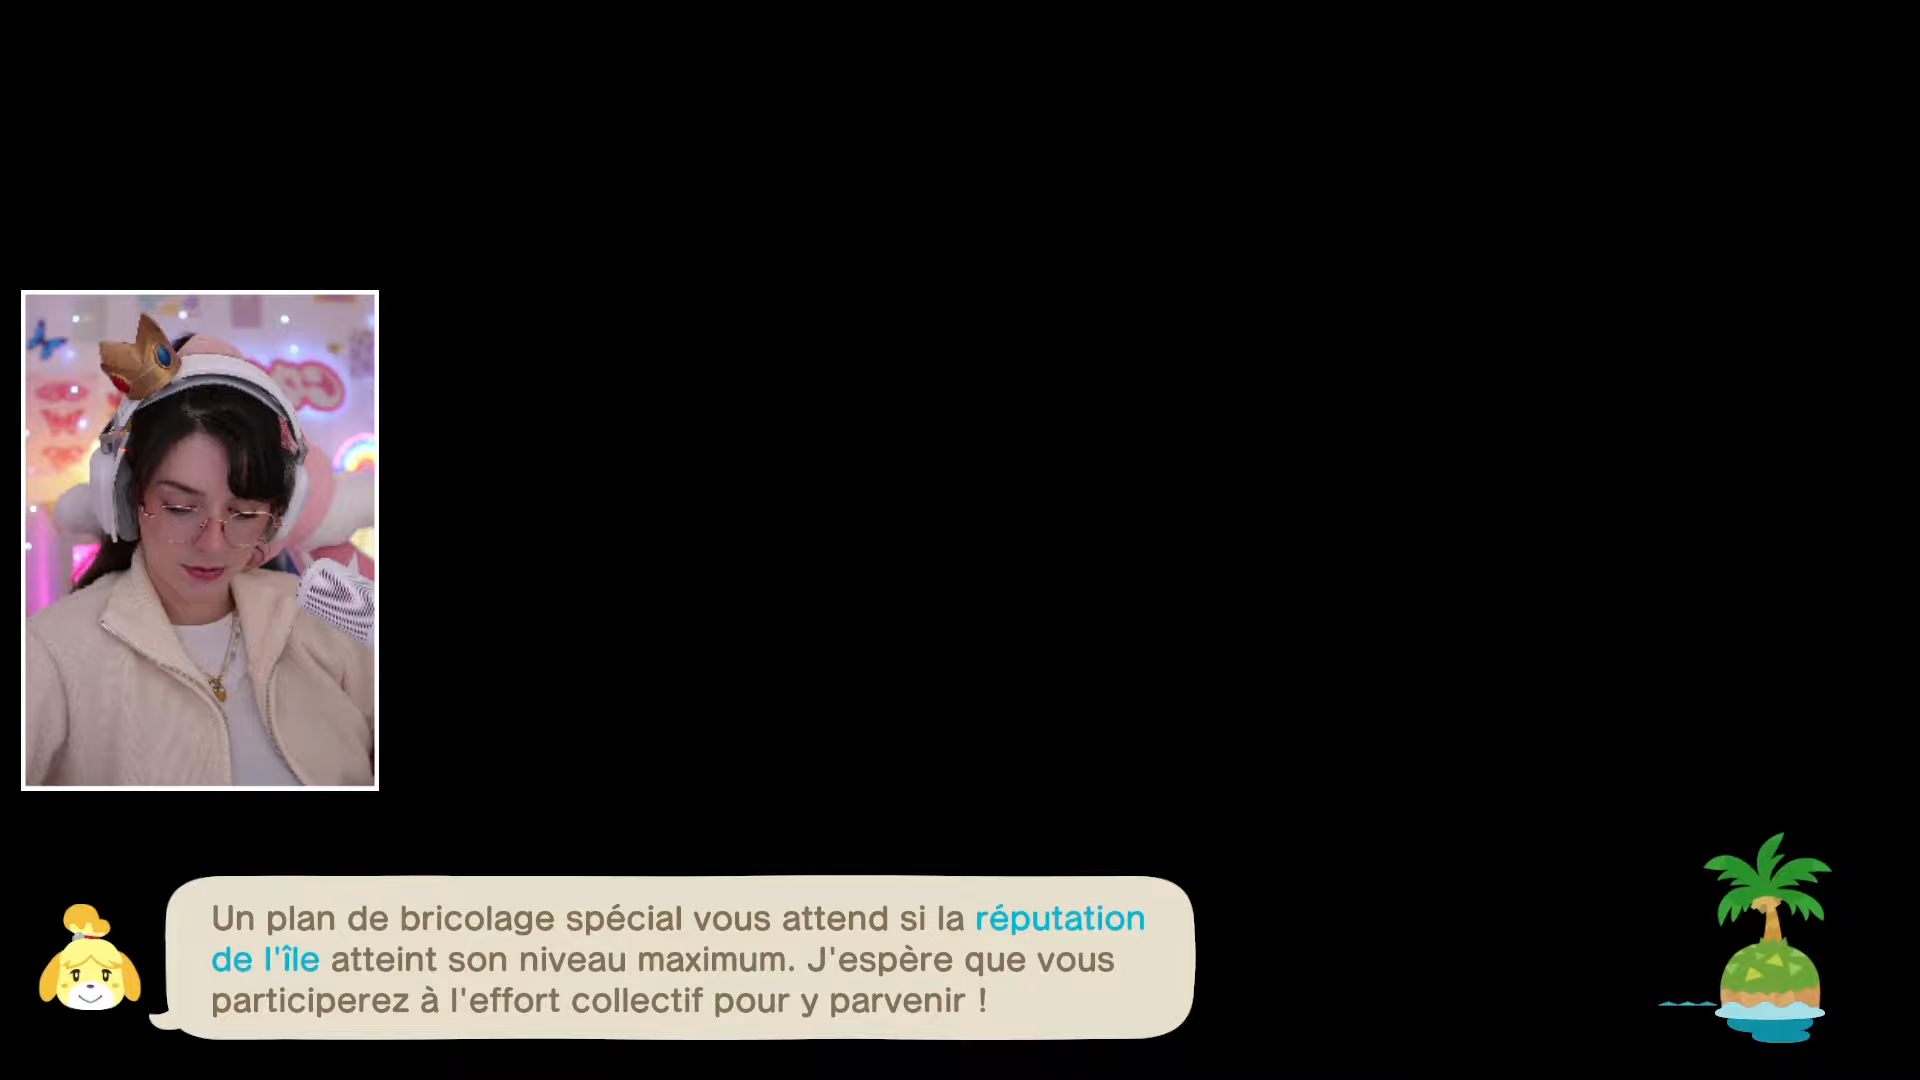 Un plan de bricolage spécial vous attend si la réputation
de l'île atteint son niveau maximum. J'espère que vous
participerez à l'effort collectif pour y parvenir !